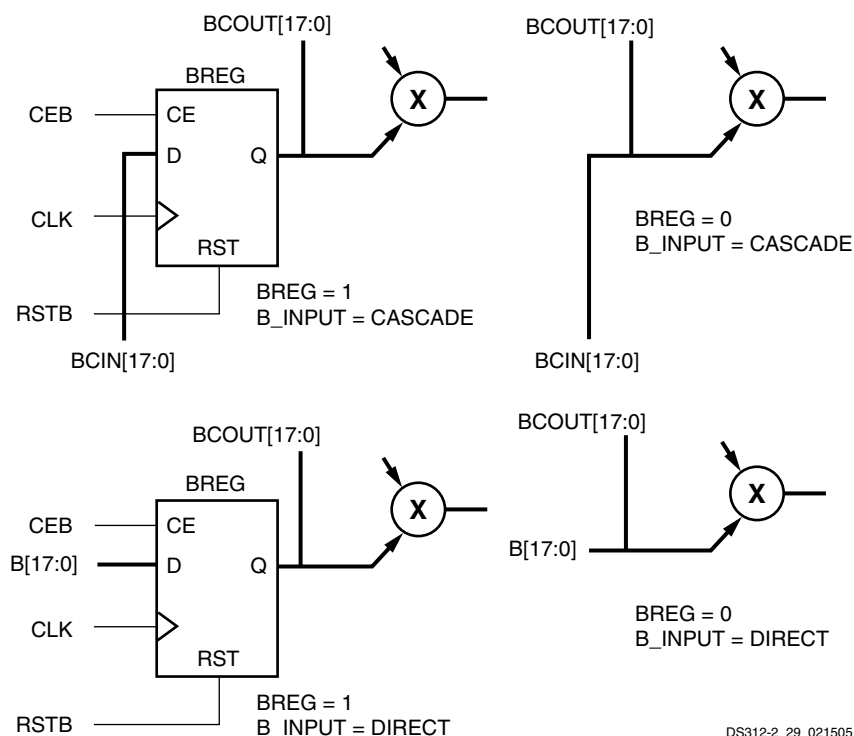 BCOUT[17:0]
BREG
X
CEB
CE
D
Q
CLK
RST
BREG = 1
B_INPUT = CASCADE
RSTB
BCIN[17:0]
BCOUT[17:0]
X
BREG = 0
B_INPUT = CASCADE
BCIN[17:0]
BCOUT[17:0]
BREG
X
CEB
CE
B[17:0]
D
Q
CLK
RST
BREG = 1
B_INPUT = DIRECT
RSTB
BCOUT[17:0]
X
B[17:0]
BREG = 0
B_INPUT = DIRECT
DS312-2_29_021505